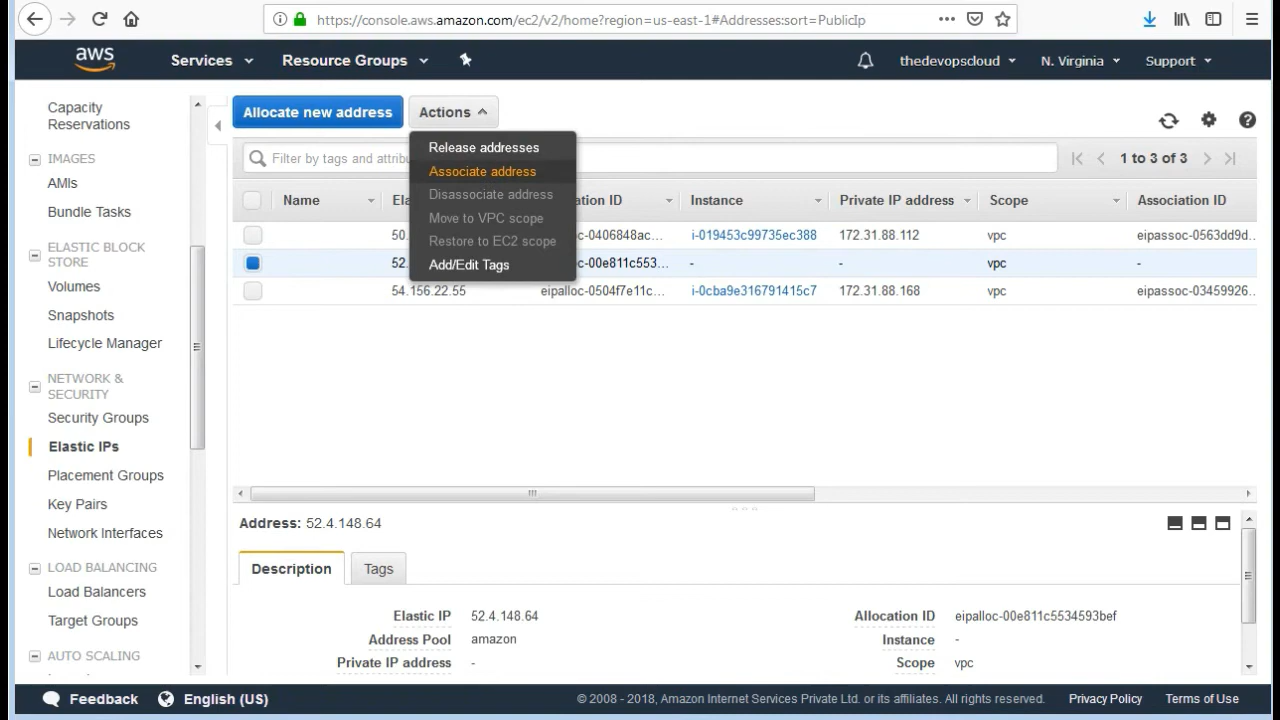 https://console.aws.amazon.com/ec2/v2/home?region=us-east-1#Addresses:sort=PublicIp
aws
Services
Resource Groups
thedevopscloud
N. Virginia
Support
Capacity
Reservations
IMAGES
AMIs
Bundle Tasks
ELASTIC BLOCK
STORE
Volumes
Snapshots
Lifecycle Manager
NETWORK &
SECURITY
Security Groups
Elastic IPs
Placement Groups
Key Pairs
Network Interfaces
LOAD BALANCING
Load Balancers
Target Groups
AUTO SCALING
Allocate new address
Actions
Release addresses
Associate address
Disassociate address
Move to VPC scope
Restore to EC2 scope
Add/Edit Tags
Filter by tags and attribu
1 to 3 of 3
Name Ela ation ID Instance Private IP address Scope Association ID
50. oc-0406848ac... i-019453c99735ec388 172.31.88.112 vpc eipassoc-0563dd9d..
52. oc-00e811c553... - - vpc -
54.156.22.55 eipalloc-0504f7e11c... i-0cba9e316791415c7 172.31.88.168 vpc eipassoc-03459926..
Address: 52.4.148.64
Description
Tags
Elastic IP 52.4.148.64 Allocation ID eipalloc-00e811c5534593bef
Address Pool amazon Instance -
Private IP address - Scope vpc
Feedback
English (US)
© 2008 - 2018, Amazon Internet Services Private Ltd. or its affiliates. All rights reserved.
Privacy Policy
Terms of Use